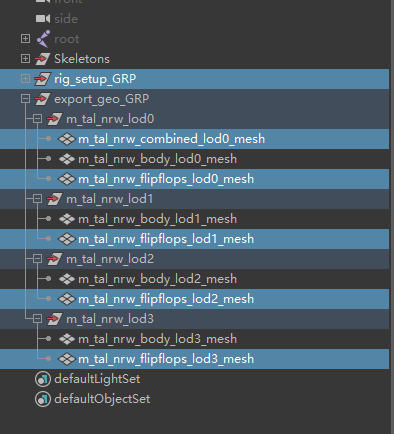 front
side
root
Skeletons
rig_setup_GRP
export_geo_GRP
m_tal_nrw_lod0
m_tal_nrw_combined_lod0_mesh
m_tal_nrw_body_lod0_mesh
m_tal_nrw_flipflops_lod0_mesh
m_tal_nrw_lod1
m_tal_nrw_body_lod1_mesh
m_tal_nrw_flipflops_lod1_mesh
m_tal_nrw_lod2
m_tal_nrw_body_lod2_mesh
m_tal_nrw_flipflops_lod2_mesh
m_tal_nrw_lod3
m_tal_nrw_body_lod3_mesh
m_tal_nrw_flipflops_lod3_mesh
defaultLightSet
defaultObjectSet